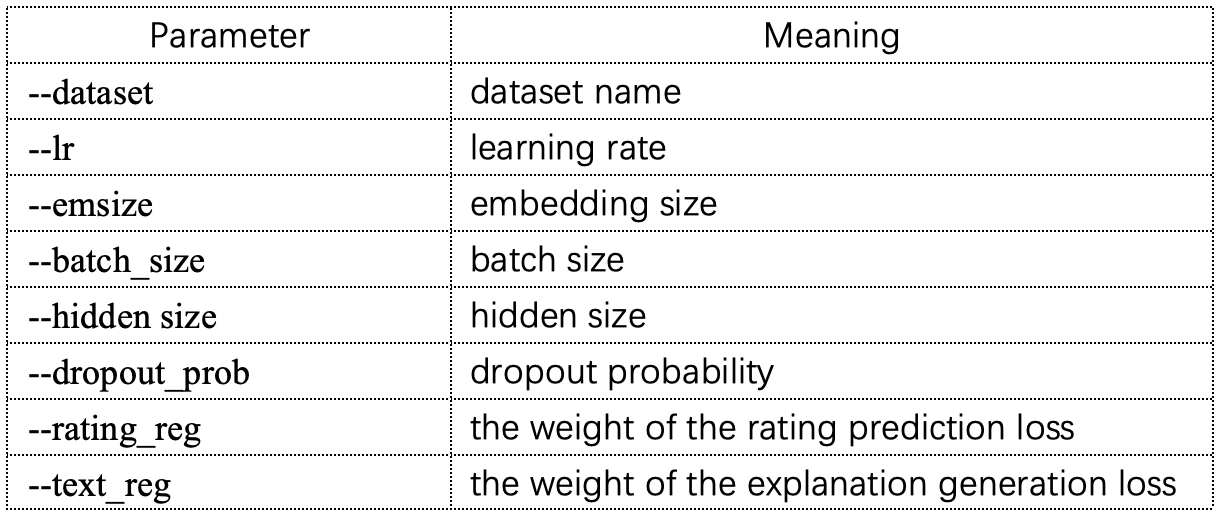 Parameter Meaning
--dataset dataset name
--lr learning rate
--emsize embedding size
--batch_size batch size
--hidden size hidden size
--dropout_prob dropout probability
--rating_reg the weight of the rating prediction loss
--text_reg the weight of the explanation generation loss